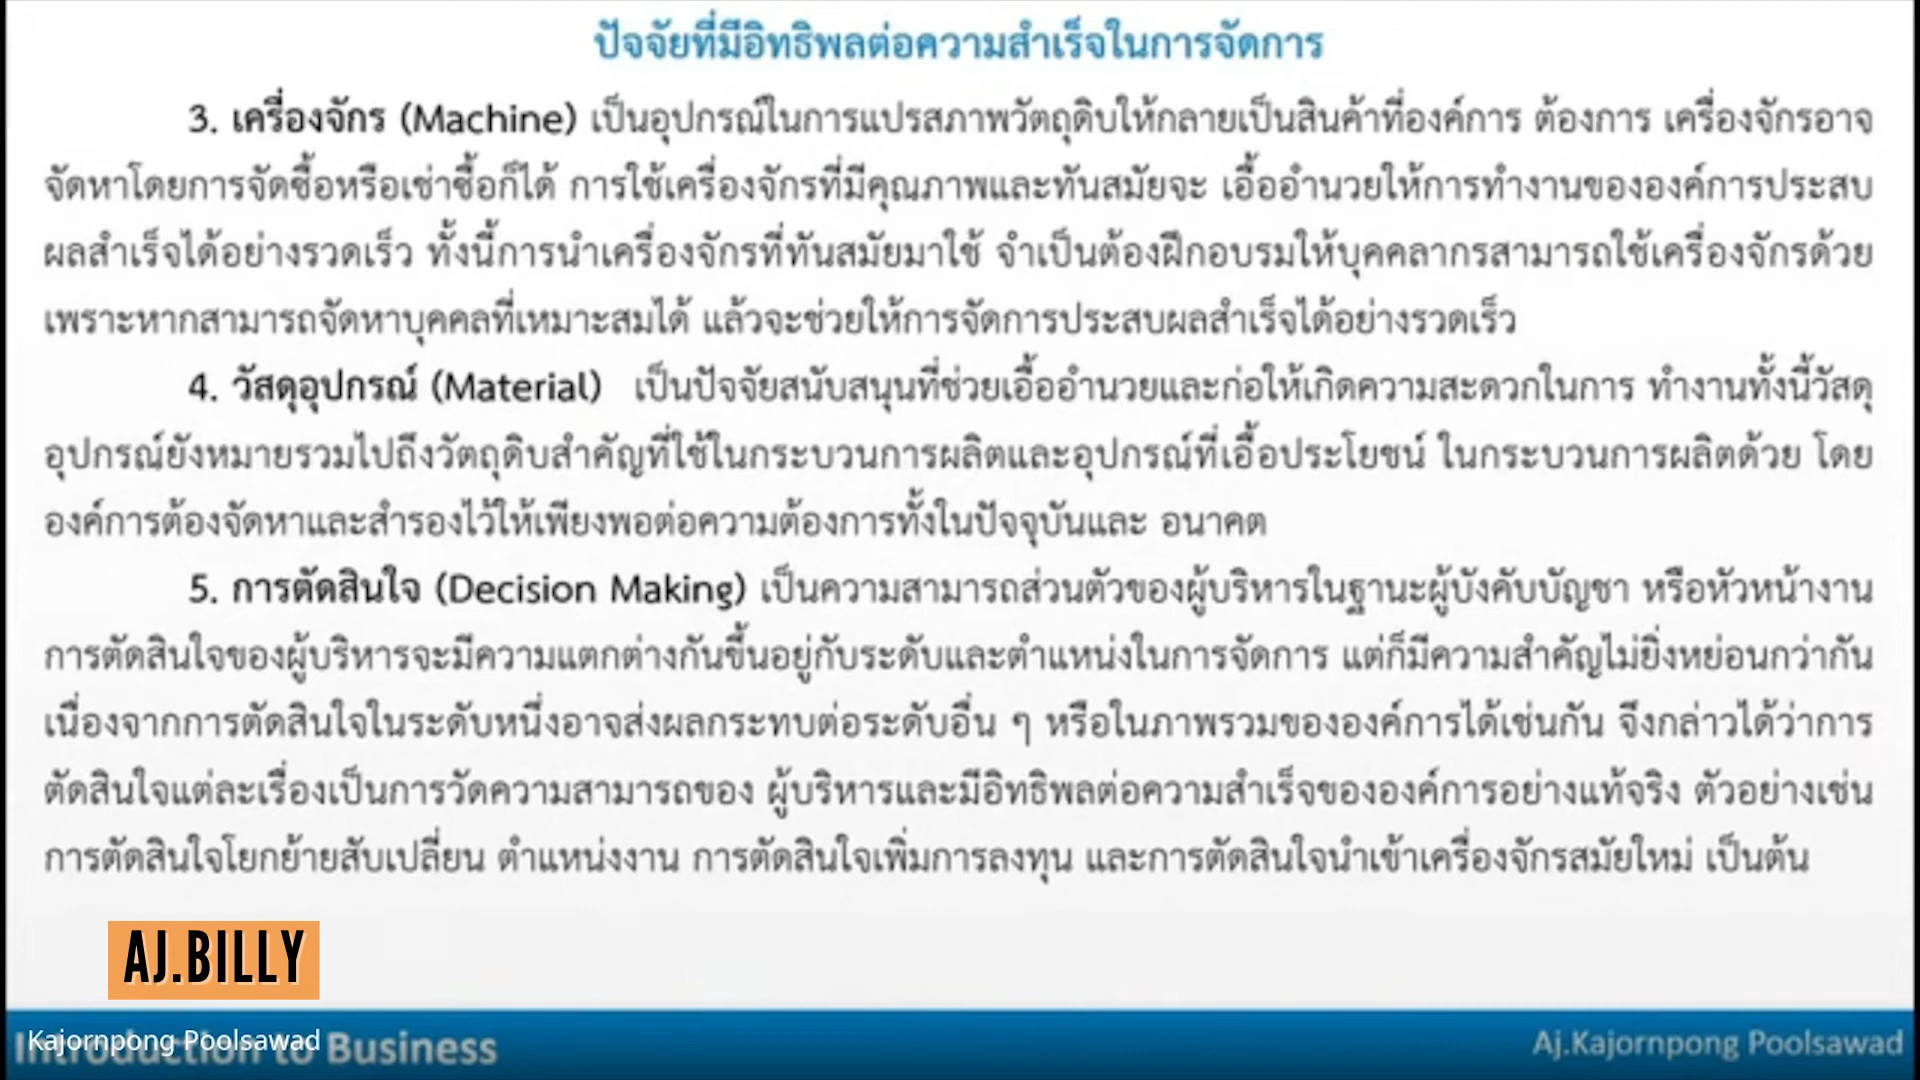 ปัจจัยที่มีอิทธิพลต่อความสำเร็จในการจัดการ
3. เครื่องจักร (Machine) เป็นอุปกรณ์ในการแปรสภาพวัตถุดิบให้กลายเป็นสินค้าที่องค์การ ต้องการ เครื่องจักรอาจ
จัดหาโดยการจัดซื้อหรือเช่าซื้อก็ได้ การใช้เครื่องจักรที่มีคุณภาพและทันสมัยจะ เอื้ออำนวยให้การทำงานขององค์การประสบ
ผลสำเร็จได้อย่างรวดเร็ว ทั้งนี้การนำเครื่องจักรที่ทันสมัยมาใช้ จำเป็นต้องฝึกอบรมให้บุคคลากรสามารถใช้เครื่องจักรด้วย
เพราะหากสามารถจัดหาบุคคลที่เหมาะสมได้ แล้วจะช่วยให้การจัดการประสบผลสำเร็จได้อย่างรวดเร็ว
4. วัสดุอุปกรณ์ (Material) เป็นปัจจัยสนับสนุนที่ช่วยเอื้ออำนวยและก่อให้เกิดความสะดวกในการ ทำงานทั้งนี้วัสดุ
อุปกรณ์ยังหมายรวมไปถึงวัตถุดิบสำคัญที่ใช้ในกระบวนการผลิตและอุปกรณ์ที่เอื้อประโยชน์ ในกระบวนการผลิตด้วย โดย
องค์การต้องจัดหาและสำรองไว้ให้เพียงพอต่อความต้องการทั้งในปัจจุบันและ อนาคต
5. การตัดสินใจ (Decision Making) เป็นความสามารถส่วนตัวของผู้บริหารในฐานะผู้บังคับบัญชา หรือหัวหน้างาน
การตัดสินใจของผู้บริหารจะมีความแตกต่างกันขึ้นอยู่กับระดับและตำแหน่งในการจัดการ แต่ก็มีความสำคัญไม่ยิ่งหย่อนกว่ากัน
เนื่องจากการตัดสินใจในระดับหนึ่งอาจส่งผลกระทบต่อระดับอื่น ๆ หรือในภาพรวมขององค์การได้เช่นกัน จึงกล่าวได้ว่าการ
ตัดสินใจแต่ละเรื่องเป็นการวัดความสามารถของ ผู้บริหารและมีอิทธิพลต่อความสำเร็จขององค์การอย่างแท้จริง ตัวอย่างเช่น
การตัดสินใจโยกย้ายสับเปลี่ยน ตำแหน่งงาน การตัดสินใจเพิ่มการลงทุน และการตัดสินใจนำเข้าเครื่องจักรสมัยใหม่ เป็นต้น
AJ.BILLY
Kajornpong Poolsawad
Introduction to Business
Aj.Kajornpong Poolsawad